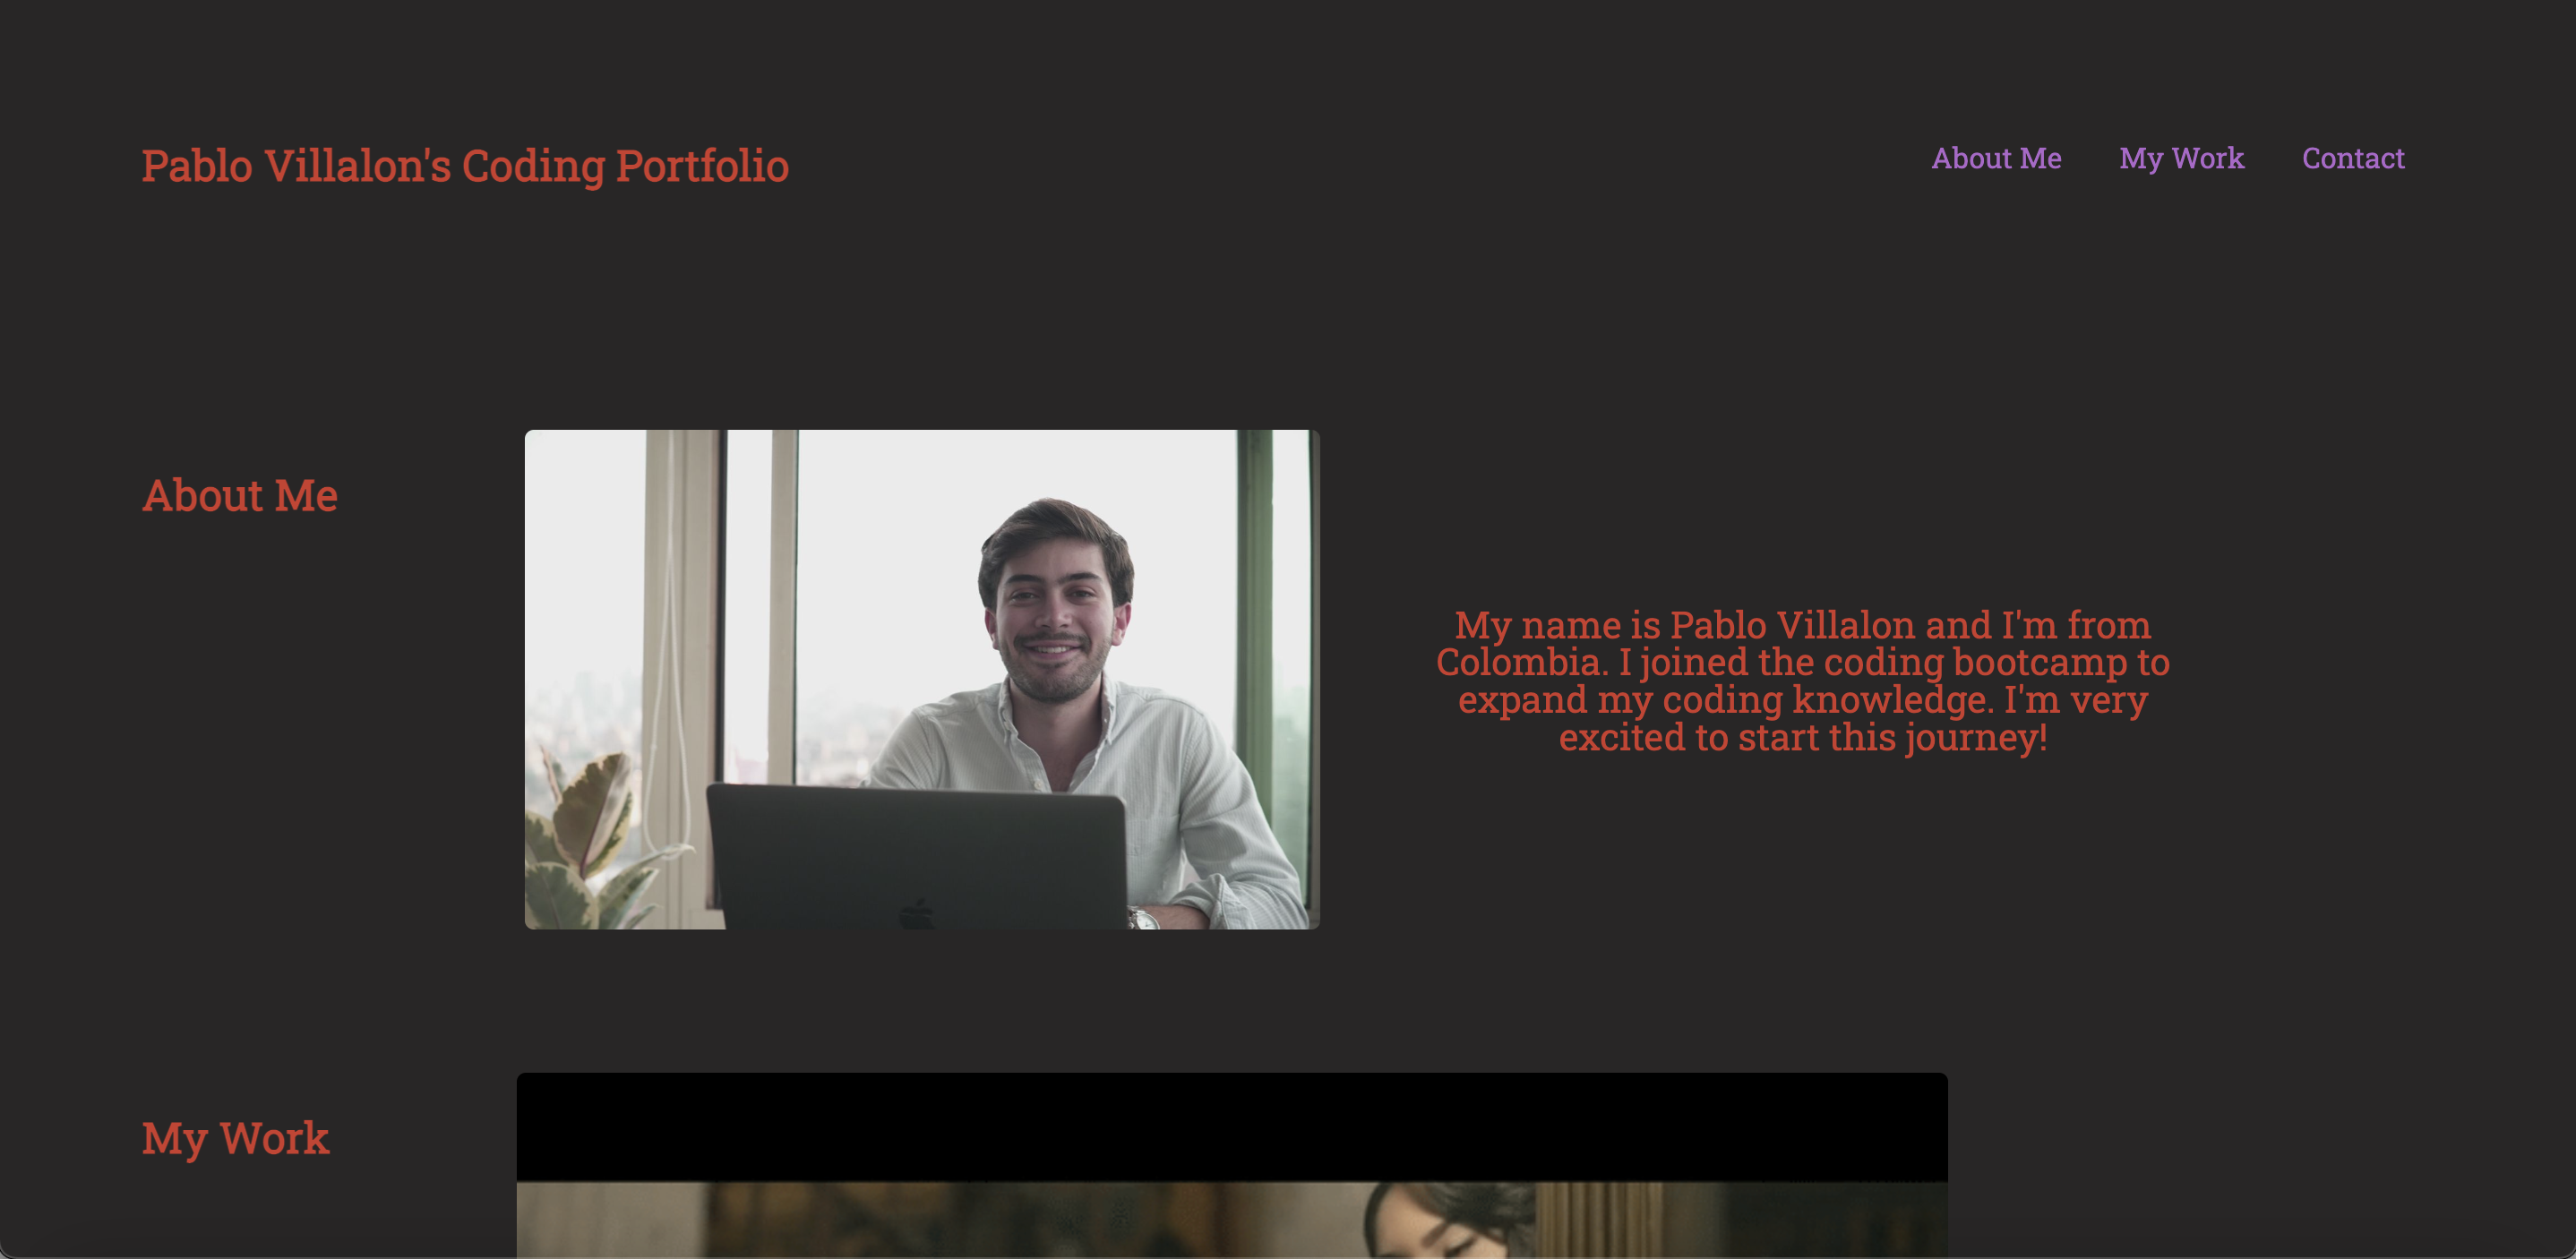 Pablo Villalon's Coding Portfolio
About Me
My Work
Contact
About Me
My name is Pablo Villalon and I'm from
Colombia. I joined the coding bootcamp to
expand my coding knowledge. I'm very
excited to start this journey!
My Work